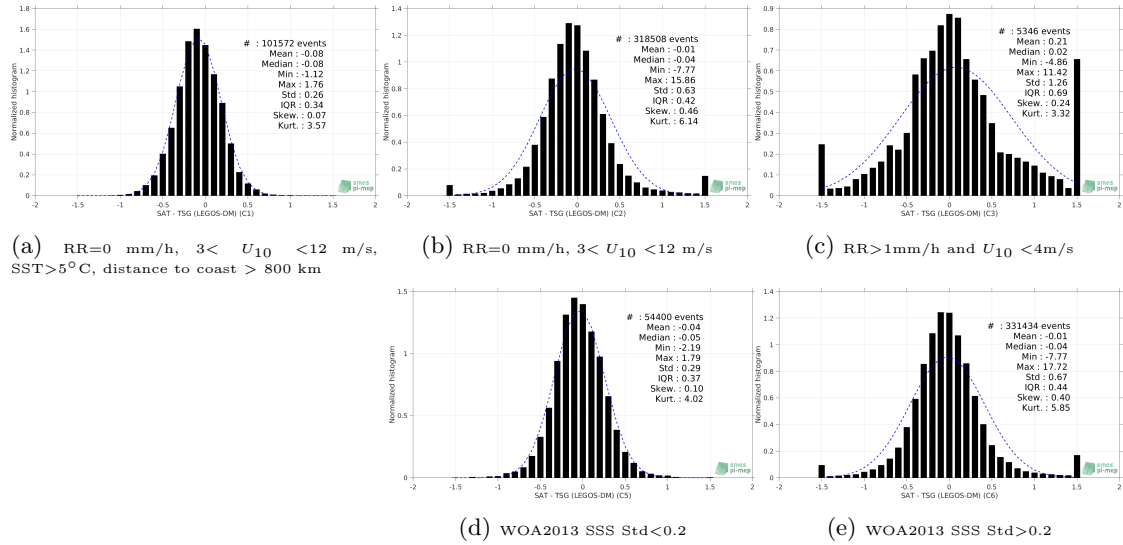 # : 101572 events
Mean : -0.08
Median : -0.08
Min : -1.12
Max : 1.76
Std : 0.26
IQR : 0.34
Skew. : 0.07
Kurt. : 3.57
Normalized histogram
1.8
1.6
1.4
1.2
1
0.8
0.6
0.4
0.2
0
-2 -1.5 -1 -0.5 0 0.5 1 1.5 2
SAT - TSG (LEGOS-DM) (C1)
smos
pi-mep
(a) RR=0 mm/h, 3< U10 <12 m/s,
SST>5°C, distance to coast > 800 km
# : 318508 events
Mean : -0.01
Median : -0.04
Min : -7.77
Max : 15.86
Std : 0.63
IQR : 0.42
Skew. : 0.46
Kurt. : 6.14
Normalized histogram
1.4
1.2
1
0.8
0.6
0.4
0.2
0
-2 -1.5 -1 -0.5 0 0.5 1 1.5 2
SAT - TSG (LEGOS-DM) (C2)
smos
pi-mep
(b) RR=0 mm/h, 3< U10 <12 m/s
# : 5346 events
Mean : 0.21
Median : 0.02
Min : -4.86
Max : 11.42
Std : 1.26
IQR : 0.69
Skew. : 0.24
Kurt. : 3.32
Normalized histogram
0.9
0.8
0.7
0.6
0.5
0.4
0.3
0.2
0.1
0
-2 -1.5 -1 -0.5 0 0.5 1 1.5 2
SAT - TSG (LEGOS-DM) (C3)
smos
pi-mep
(c) RR>1mm/h and U10 <4m/s
# : 54400 events
Mean : -0.04
Median : -0.05
Min : -2.19
Max : 1.79
Std : 0.29
IQR : 0.37
Skew. : 0.10
Kurt. : 4.02
Normalized histogram
1.5
1
0.5
0
-2 -1.5 -1 -0.5 0 0.5 1 1.5 2
SAT - TSG (LEGOS-DM) (C5)
smos
pi-mep
(d) WOA2013 SSS Std<0.2
# : 331434 events
Mean : -0.01
Median : -0.04
Min : -7.77
Max : 17.72
Std : 0.67
IQR : 0.44
Skew. : 0.40
Kurt. : 5.85
Normalized histogram
1.4
1.2
1
0.8
0.6
0.4
0.2
0
-2 -1.5 -1 -0.5 0 0.5 1 1.5 2
SAT - TSG (LEGOS-DM) (C6)
smos
pi-mep
(e) WOA2013 SSS Std>0.2